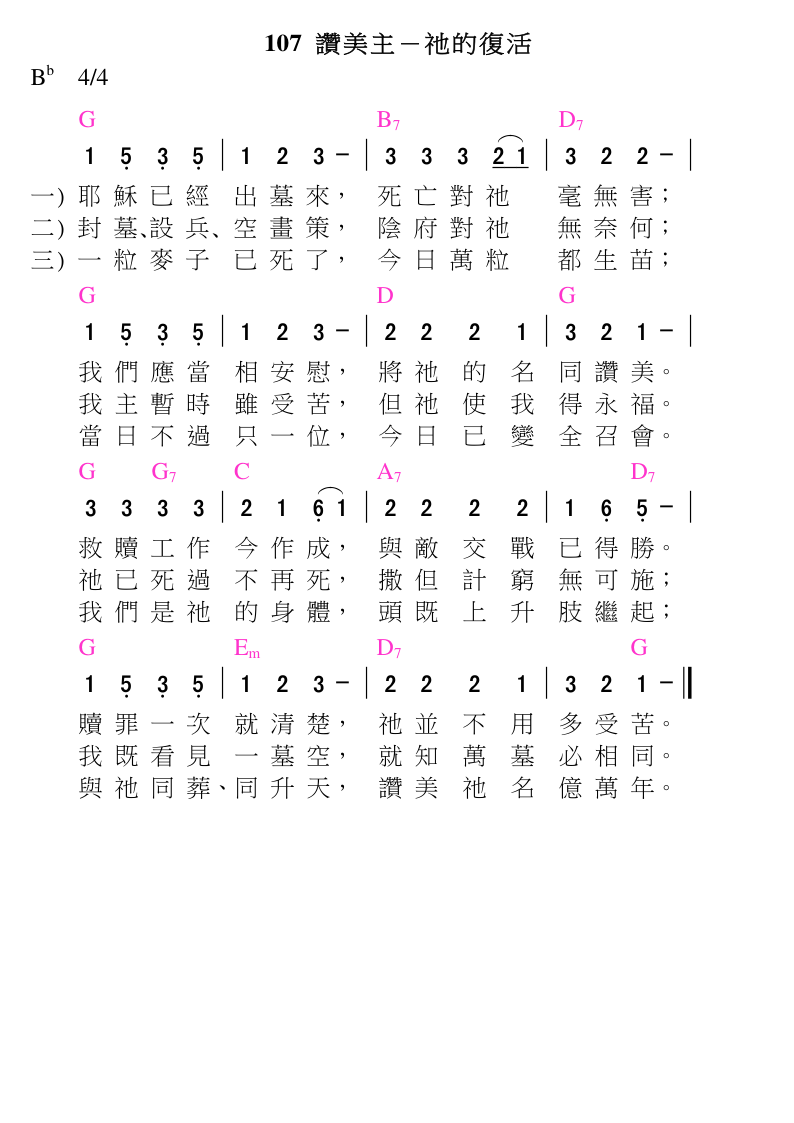 107 讚美主－祂的復活
Bb 4/4
G B7 D7
1 5 3 5 | 1 2 3 – | 3 3 3 2 1 | 3 2 2 – |
一) 耶穌已經 出墓來， 死亡對祂 毫無害；
二) 封墓、設兵、空畫策， 陰府對祂 無奈何；
三) 一粒麥子 已死了， 今日萬粒 都生苗；
G D G
1 5 3 5 | 1 2 3 – | 2 2 2 1 | 3 2 1 – |
我們應當 相安慰， 將祂的名 同讚美。
我主暫時 雖受苦， 但祂使我 得永福。
當日不過 只一位， 今日已變 全召會。
G G7 C A7 D7
3 3 3 3 | 2 1 6 1 | 2 2 2 2 | 1 6 5 – |
救贖工作 今作成， 與敵交戰 已得勝。
祂已死過 不再死， 撒但計窮 無可施；
我們是祂 的身體， 頭既上升 肢繼起；
G Em D7 G
1 5 3 5 | 1 2 3 – | 2 2 2 1 | 3 2 1 – ‖
贖罪一次 就清楚， 祂並不用 多受苦。
我既看見 一墓空， 就知萬墓 必相同。
與祂同葬、同升天， 讚美祂名 億萬年。